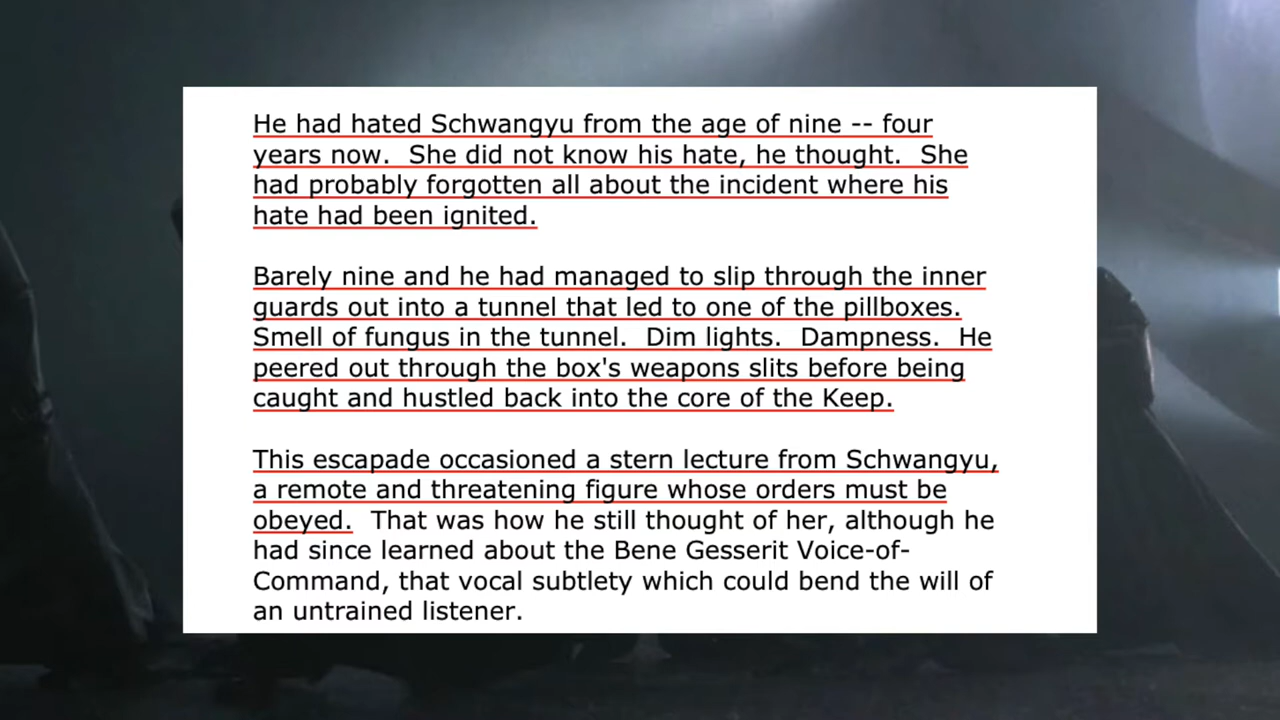 He had hated Schwangyu from the age of nine -- four
years now.  She did not know his hate, he thought.  She
had probably forgotten all about the incident where his
hate had been ignited.
Barely nine and he had managed to slip through the inner
guards out into a tunnel that led to one of the pillboxes.
Smell of fungus in the tunnel.  Dim lights.  Dampness.  He
peered out through the box's weapons slits before being
caught and hustled back into the core of the Keep.
This escapade occasioned a stern lecture from Schwangyu,
a remote and threatening figure whose orders must be
obeyed.  That was how he still thought of her, although he
had since learned about the Bene Gesserit Voice-of-
Command, that vocal subtlety which could bend the will of
an untrained listener.